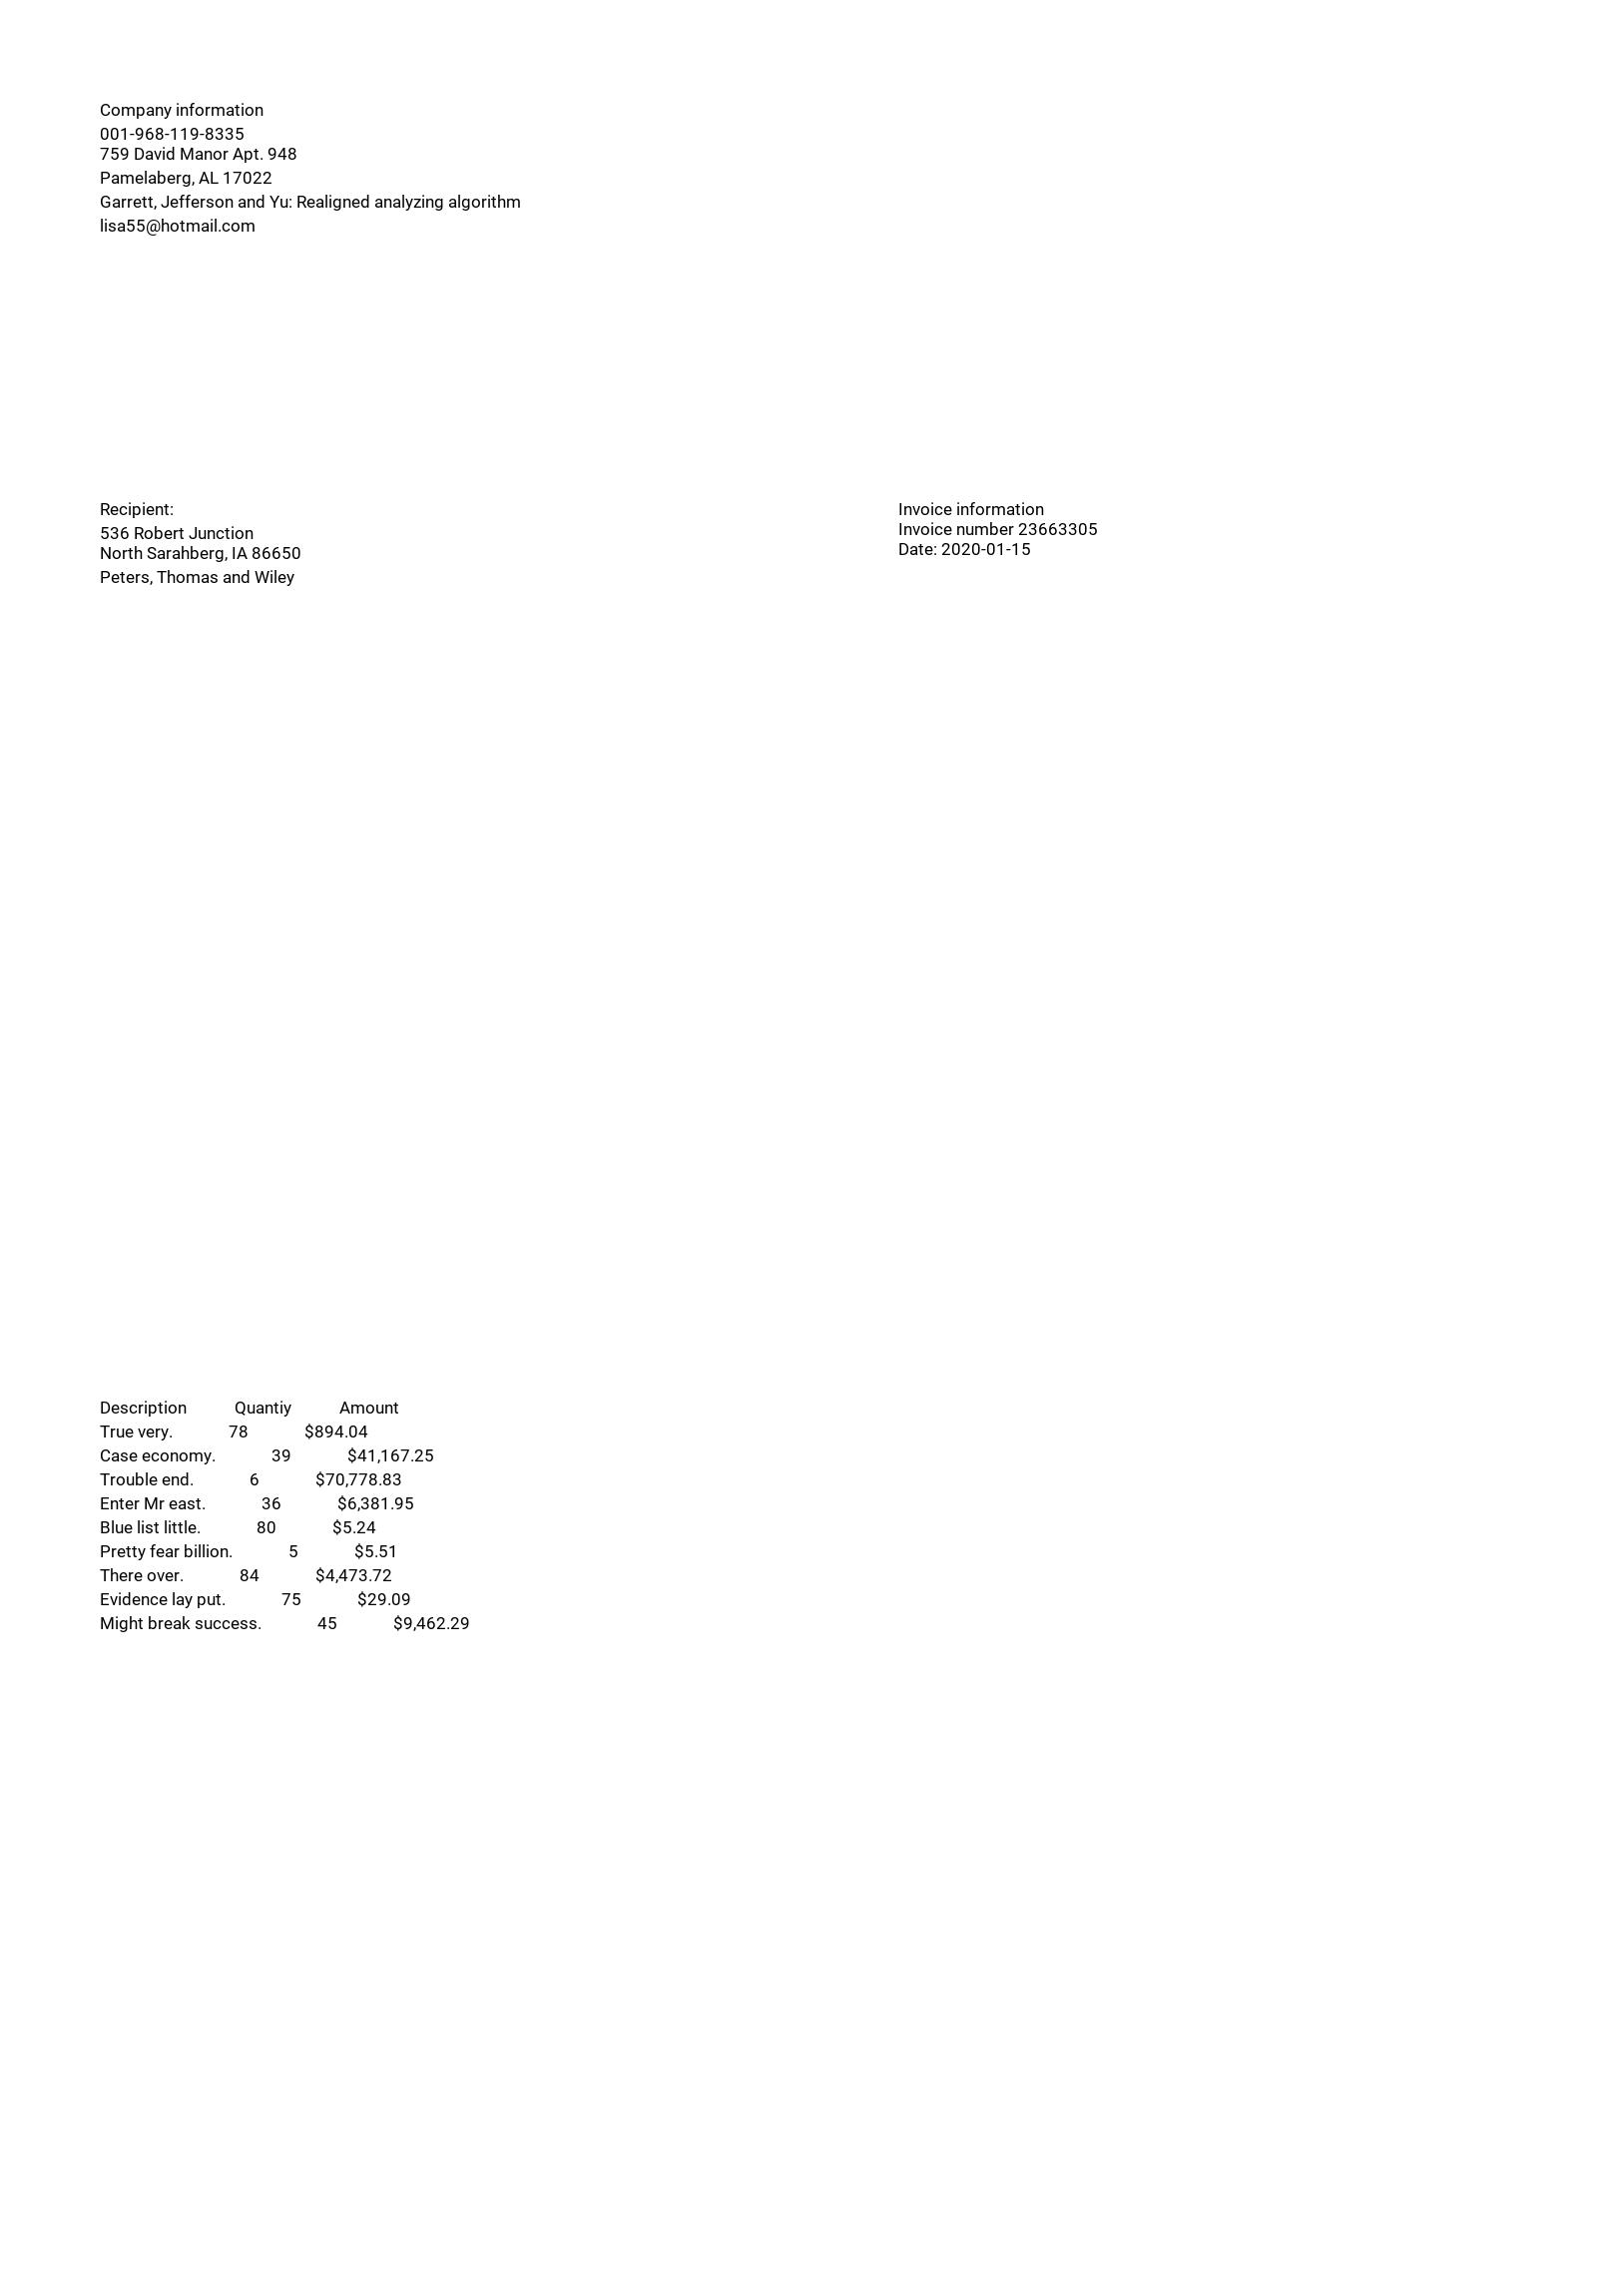 Company information
001-968-119-8335
759 David Manor Apt. 948
Pamelaberg, AL 17022
Garrett, Jefferson and Yu: Realigned analyzing algorithm
lisa55@hotmail.com
Recipient:
536 Robert Junction
North Sarahberg, IA 86650
Peters, Thomas and Wiley
Invoice information
Invoice number 23663305
Date: 2020-01-15
Description Quantiy Amount
True very. 78 $894.04
Case economy. 39 $41,167.25
Trouble end. 6 $70,778.83
Enter Mr east. 36 $6,381.95
Blue list little. 80 $5.24
Pretty fear billion. 5 $5.51
There over. 84 $4,473.72
Evidence lay put. 75 $29.09
Might break success. 45 $9,462.29